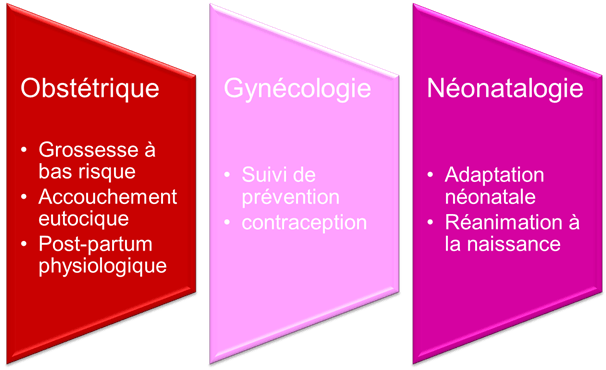 Obstétrique
• Grossesse à
bas risque
• Accouchement
eutocique
• Post-partum
physiologique
Gynécologie
• Suivi de
prévention
• contraception
Néonatalogie
• Adaptation
néonatale
• Réanimation à
la naissance